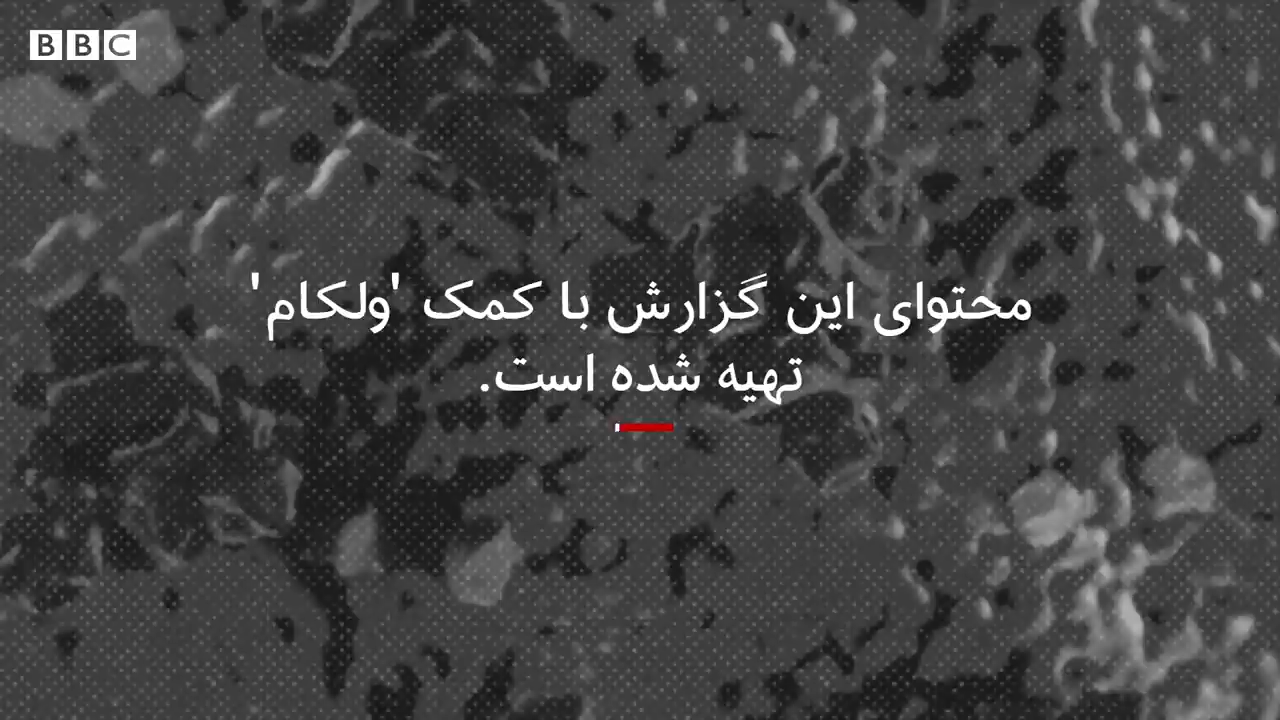 BBC
محتوای این گزارش با کمک 'ولکام'
تهیه شده است.